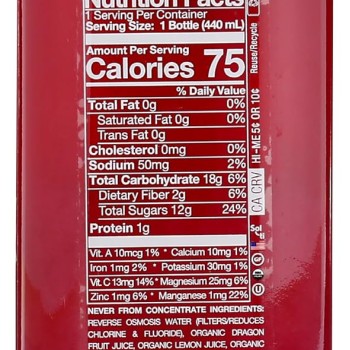 Nutrition Facts
1 Serving Per Container
Serving Size: 1 Bottle (440 mL)
Amount Per Serving
Calories 75
% Daily Value
Total Fat 0g 0%
Saturated Fat 0g 0%
Trans Fat 0g
Cholesterol 0mg 0%
Sodium 50mg 2%
Total Carbohydrate 18g 6%
Dietary Fiber 2g 6%
Total Sugars 12g 24%
Protein 1g
Vit. A 10mcg 1% • Calcium 10mg 1%
Iron 1mg 2% • Potassium 30mg 1%
Vit. C 13mg 14% • Magnesium 25mg 6%
Zinc 1mg 6% • Manganese 1mg 22%
NEVER FROM CONCENTRATE INGREDIENTS:
REVERSE OSMOSIS WATER (FILTERS/REDUCES
CHLORINE & FLUORIDE), ORGANIC DRAGON
FRUIT JUICE, ORGANIC LEMON JUICE, ORGANIC
Reuse/Recycle
HI-ME 5¢ OR 10¢
CA CRV